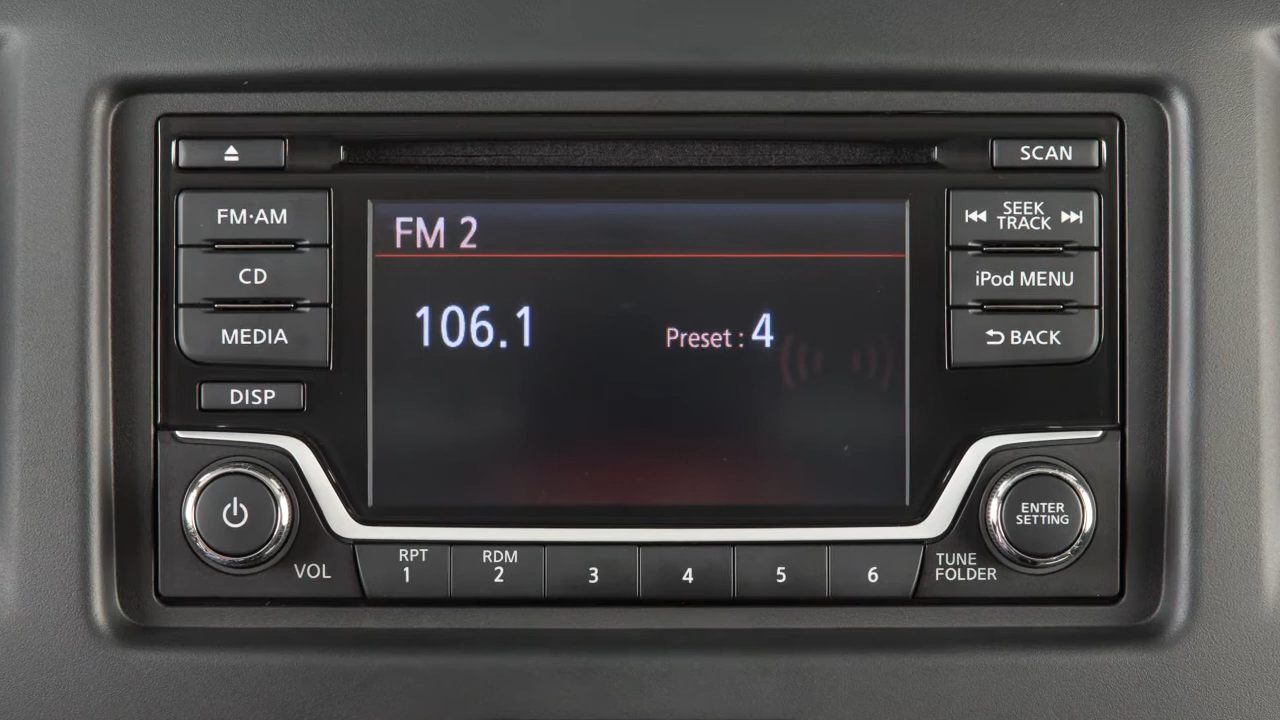 SCAN
FM·AM
SEEK
TRACK
FM 2
CD
iPod MENU
106.1
Preset : 4
MEDIA
BACK
DISP
ENTER
SETTING
VOL
RPT
1
RDM
2
3
4
5
6
TUNE
FOLDER